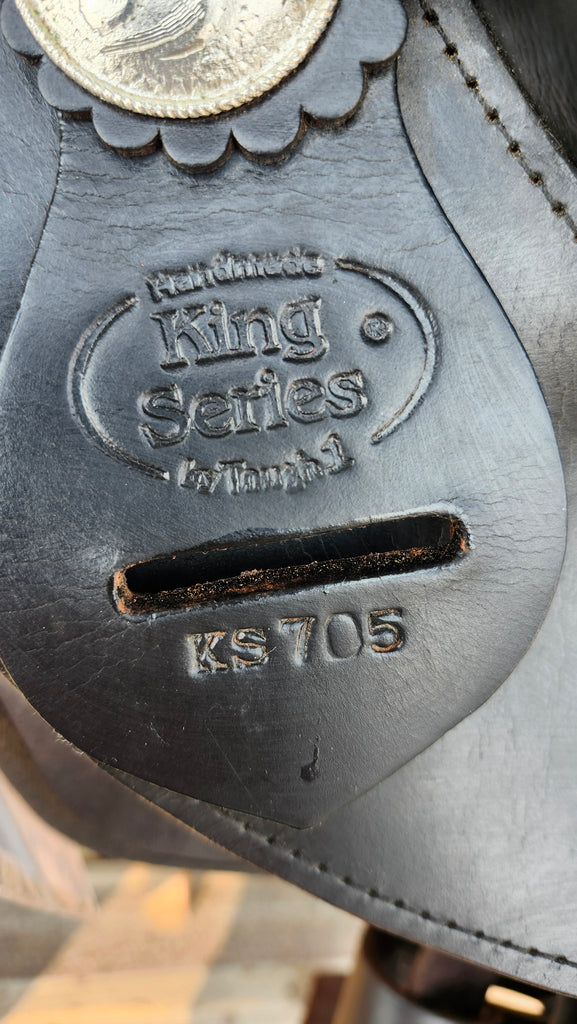 Handmade
King
Series
®
by Tough 1
KS 705